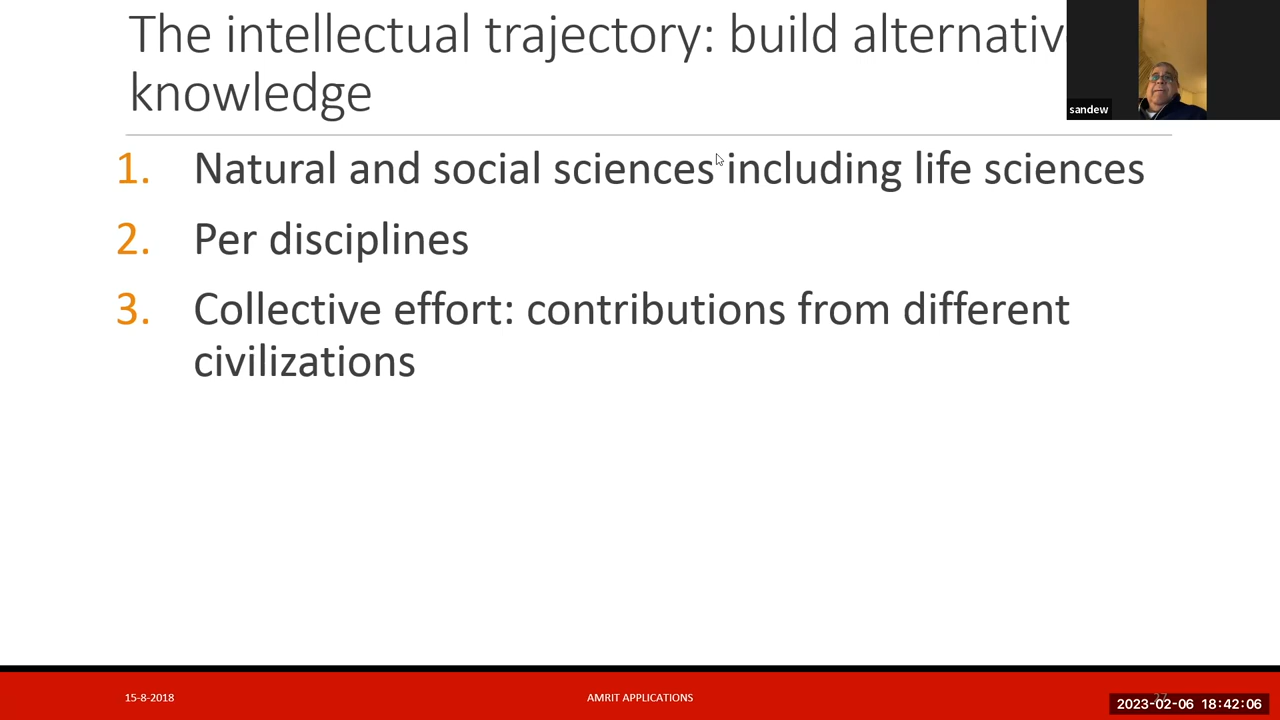 The intellectual trajectory: build alternativ
knowledge
sandew
1. Natural and social sciences including life sciences
2. Per disciplines
3. Collective effort: contributions from different
civilizations
15-8-2018
AMRIT APPLICATIONS
2023-02-06 18:42:06